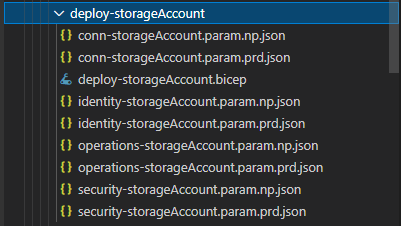 deploy-storageAccount
{} conn-storageAccount.param.np.json
{} conn-storageAccount.param.prd.json
deploy-storageAccount.bicep
{} identity-storageAccount.param.np.json
{} identity-storageAccount.param.prd.json
{} operations-storageAccount.param.np.json
{} operations-storageAccount.param.prd.json
{} security-storageAccount.param.np.json
{} security-storageAccount.param.prd.json